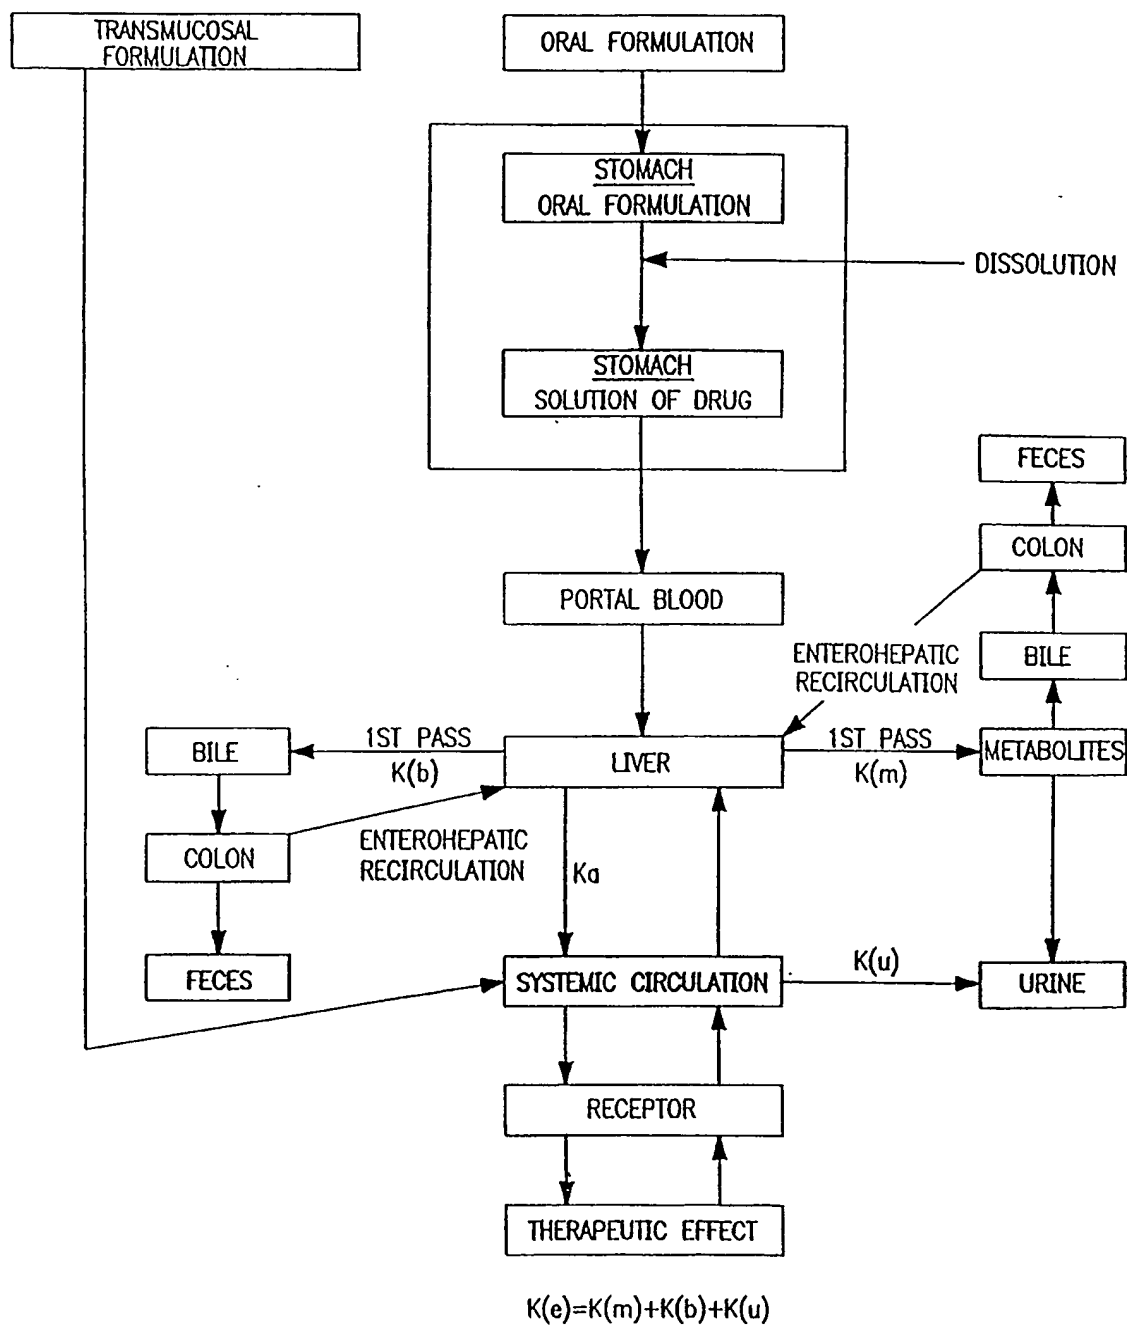 TRANSMUCOSAL
FORMULATION
ORAL FORMULATION
STOMACH
ORAL FORMULATION
DISSOLUTION
STOMACH
SOLUTION OF DRUG
FECES
COLON
PORTAL BLOOD
ENTEROHEPATIC
RECIRCULATION
BILE
BILE
1ST PASS
K(b)
LIVER
1ST PASS
K(m)
METABOLITES
COLON
ENTEROHEPATIC
RECIRCULATION
Ka
FECES
SYSTEMIC CIRCULATION
K(u)
URINE
RECEPTOR
THERAPEUTIC EFFECT
K(e)=K(m)+K(b)+K(u)